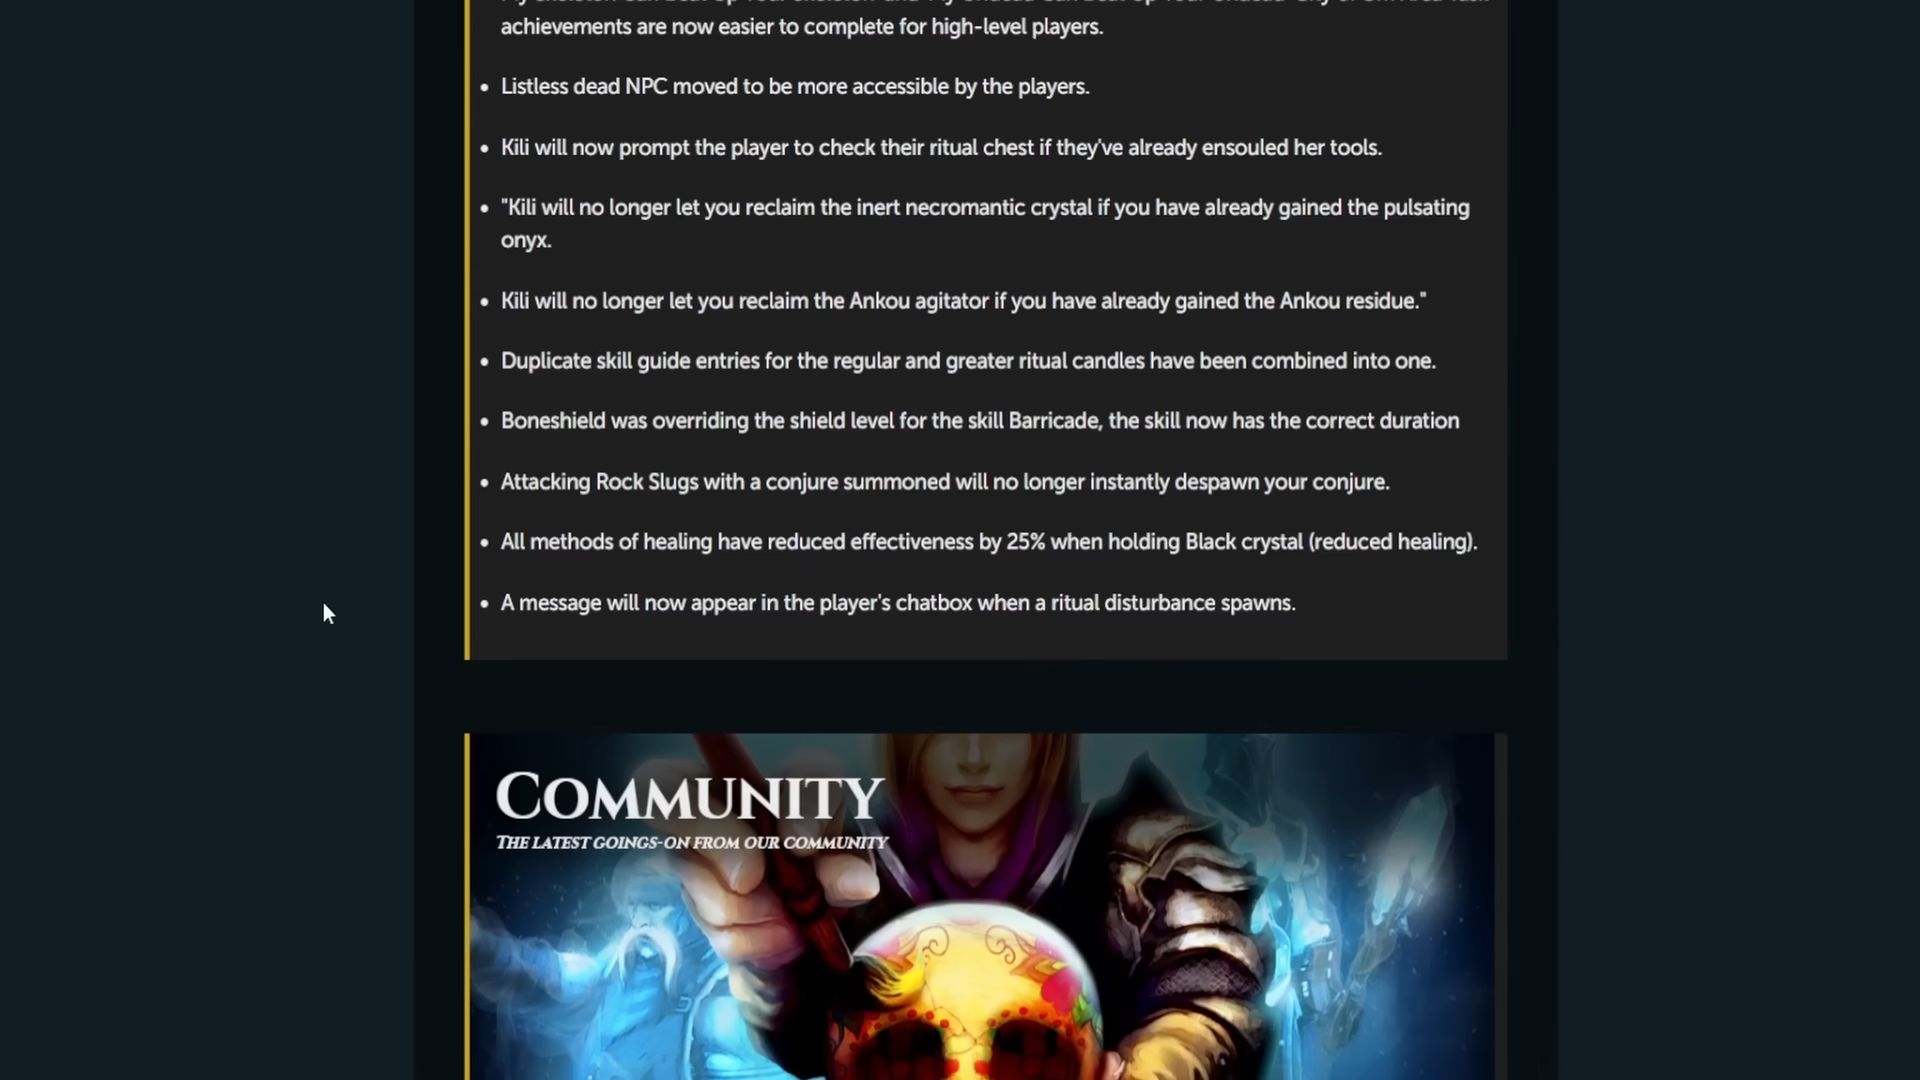 achievements are now easier to complete for high-level players.
• Listless dead NPC moved to be more accessible by the players.
• Kili will now prompt the player to check their ritual chest if they've already ensouled her tools.
• "Kili will no longer let you reclaim the inert necromantic crystal if you have already gained the pulsating
onyx.
• Kili will no longer let you reclaim the Ankou agitator if you have already gained the Ankou residue."
• Duplicate skill guide entries for the regular and greater ritual candles have been combined into one.
• Boneshield was overriding the shield level for the skill Barricade, the skill now has the correct duration
• Attacking Rock Slugs with a conjure summoned will no longer instantly despawn your conjure.
• All methods of healing have reduced effectiveness by 25% when holding Black crystal (reduced healing).
• A message will now appear in the player's chatbox when a ritual disturbance spawns.
COMMUNITY
THE LATEST GOINGS-ON FROM OUR COMMUNITY